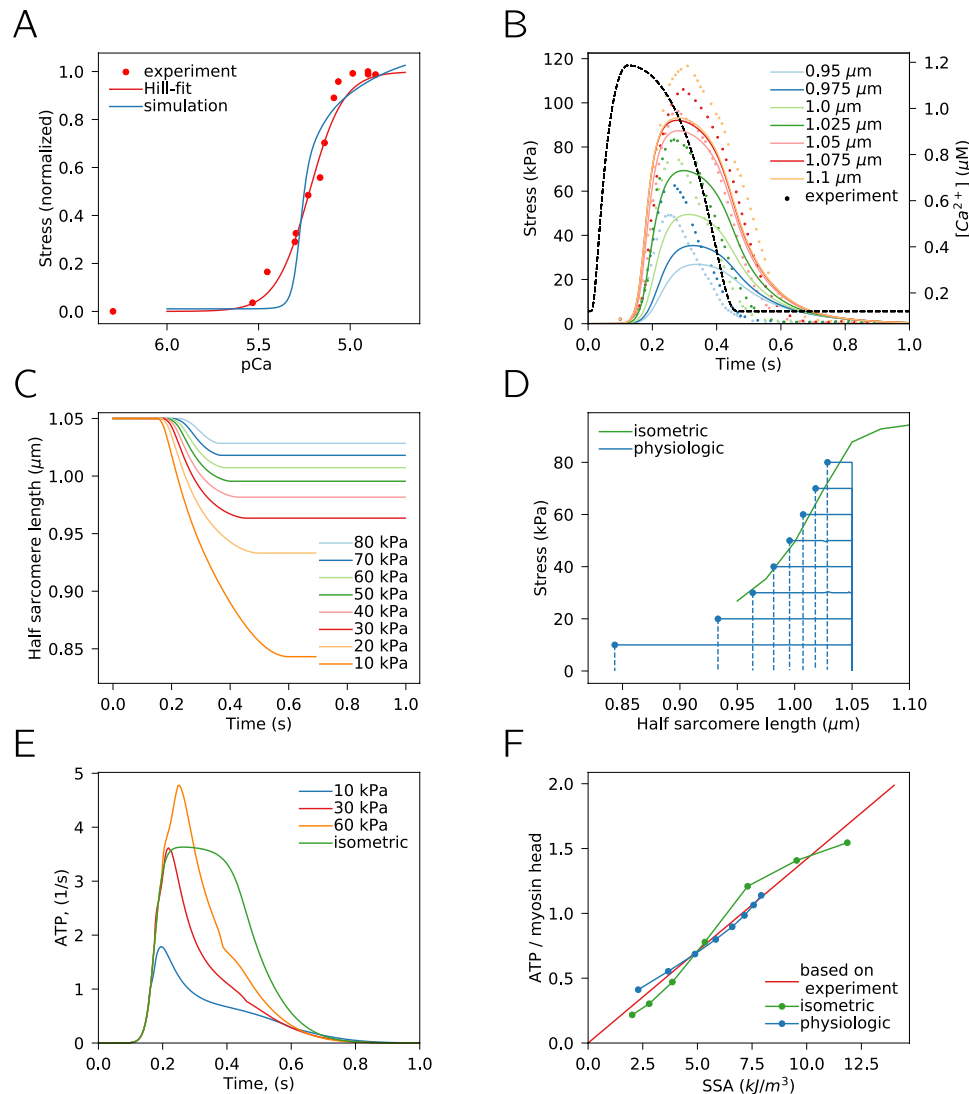 A
Stress (normalized)
1.0
0.8
0.6
0.4
0.2
0.0
experiment
Hill-fit
simulation
6.0 5.5 5.0
pCa
B
Stress (kPa)
120
100
80
60
40
20
0
0.95 μm
0.975 μm
1.0 μm
1.025 μm
1.05 μm
1.075 μm
1.1 μm
experiment
1.2
1.0
0.8
0.6
0.4
0.2
[Ca²⁺] (μM)
0.0 0.2 0.4 0.6 0.8 1.0
Time (s)
C
Half sarcomere length (μm)
1.05
1.00
0.95
0.90
0.85
80 kPa
70 kPa
60 kPa
50 kPa
40 kPa
30 kPa
20 kPa
10 kPa
0.0 0.2 0.4 0.6 0.8 1.0
Time (s)
D
Stress (kPa)
80
60
40
20
0
isometric
physiologic
0.85 0.90 0.95 1.00 1.05 1.10
Half sarcomere length (μm)
E
ATP, (1/s)
5
4
3
2
1
0
10 kPa
30 kPa
60 kPa
isometric
0.0 0.2 0.4 0.6 0.8 1.0
Time, (s)
F
ATP / myosin head
2.0
1.5
1.0
0.5
0.0
based on
experiment
isometric
physiologic
0.0 2.5 5.0 7.5 10.0 12.5
SSA (kJ/m³)